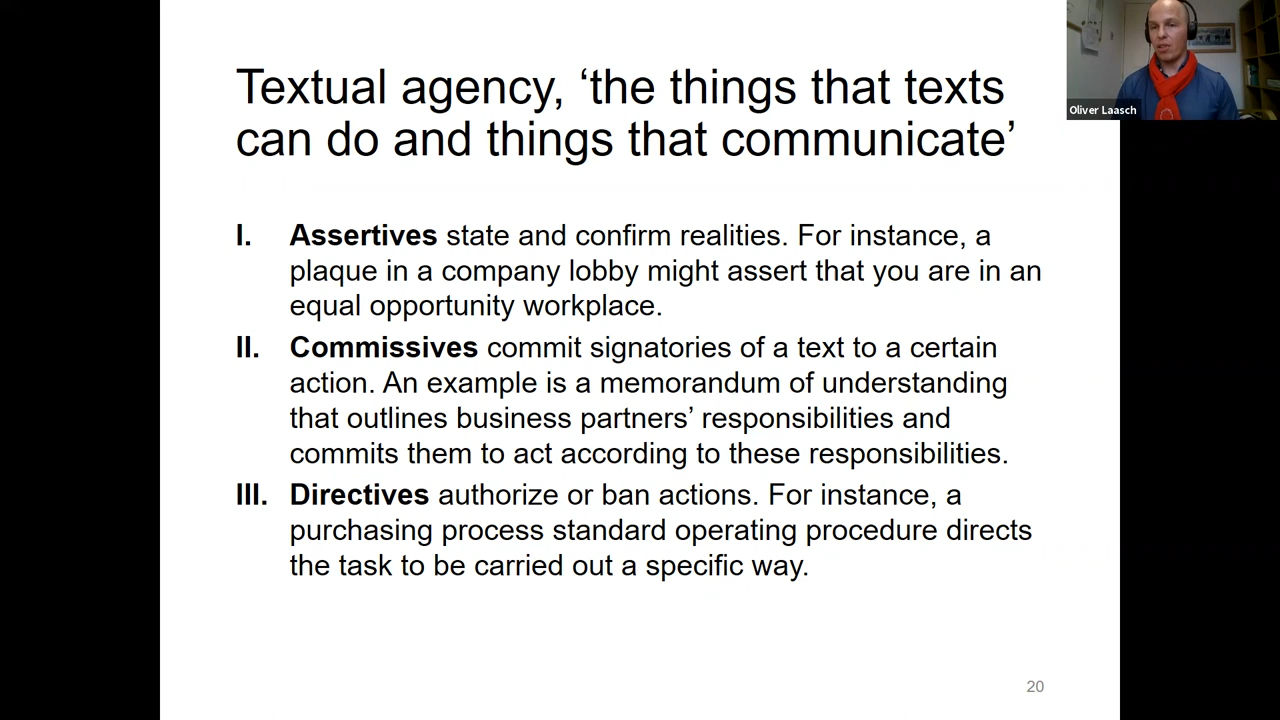 Textual agency, ‘the things that texts
can do and things that communicate’
Oliver Laasch
I. Assertives state and confirm realities. For instance, a
plaque in a company lobby might assert that you are in an
equal opportunity workplace.
II. Commissives commit signatories of a text to a certain
action. An example is a memorandum of understanding
that outlines business partners’ responsibilities and
commits them to act according to these responsibilities.
III. Directives authorize or ban actions. For instance, a
purchasing process standard operating procedure directs
the task to be carried out a specific way.
20